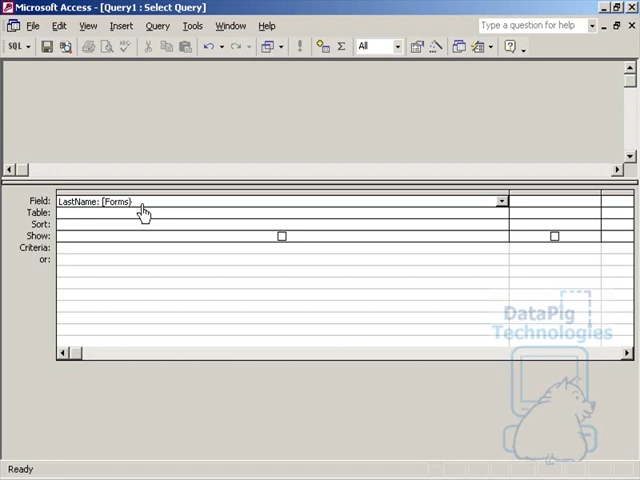 Microsoft Access - [Query1 : Select Query]
File Edit View Insert Query Tools Window Help
Type a question for help
SQL
All
Field: LastName: [Forms}
Table:
Sort:
Show:
Criteria:
or:
DataPig
Technologies
Ready